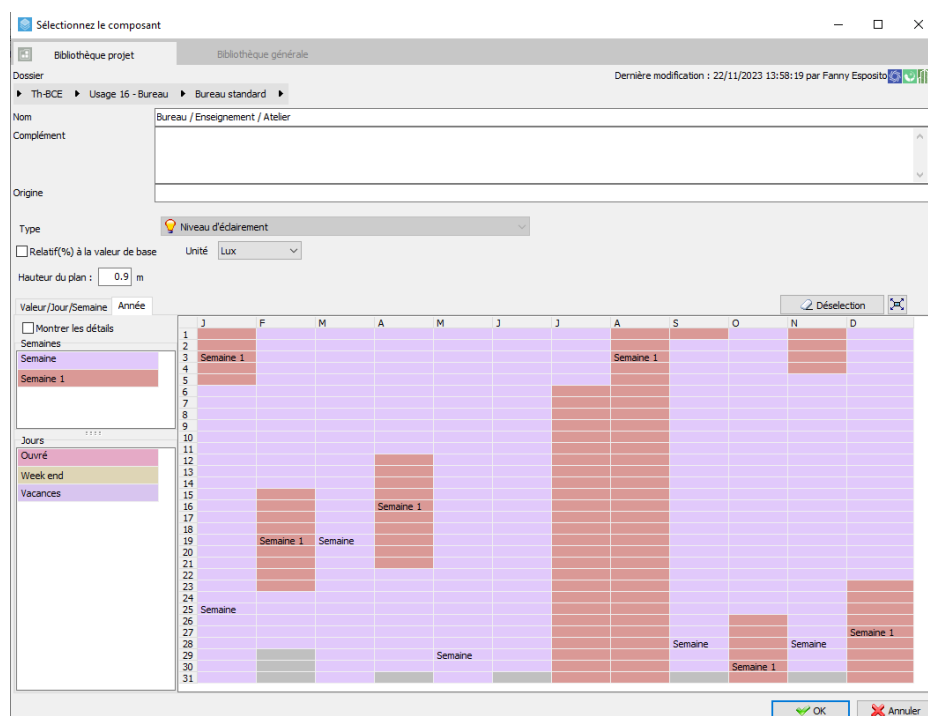 Sélectionnez le composant
Bibliothèque projet Bibliothèque générale
Dossier Dernière modification : 22/11/2023 13:58:19 par Fanny Esposito
Th-BCE Usage 16 - Bureau Bureau standard
Nom Bureau / Enseignement / Atelier
Complément
Origine
Type Niveau d'éclairement
Relatif(%) à la valeur de base Unité Lux
Hauteur du plan : 0.9 m
Valeur/Jour/Semaine Année Déselection
Montrer les détails J F M A M J J A S O N D
Semaines 1
2
Semaine 3 Semaine 1 Semaine 1
4
Semaine 1 5
6
7
8
9
10
Jours 11
Ouvré 12
13
Week end 14
Vacances 15
16 Semaine 1
17
18
19 Semaine 1 Semaine
20
21
22
23
24
25 Semaine
26
27 Semaine 1
28 Semaine Semaine
29 Semaine
30 Semaine 1
31
OK Annuler